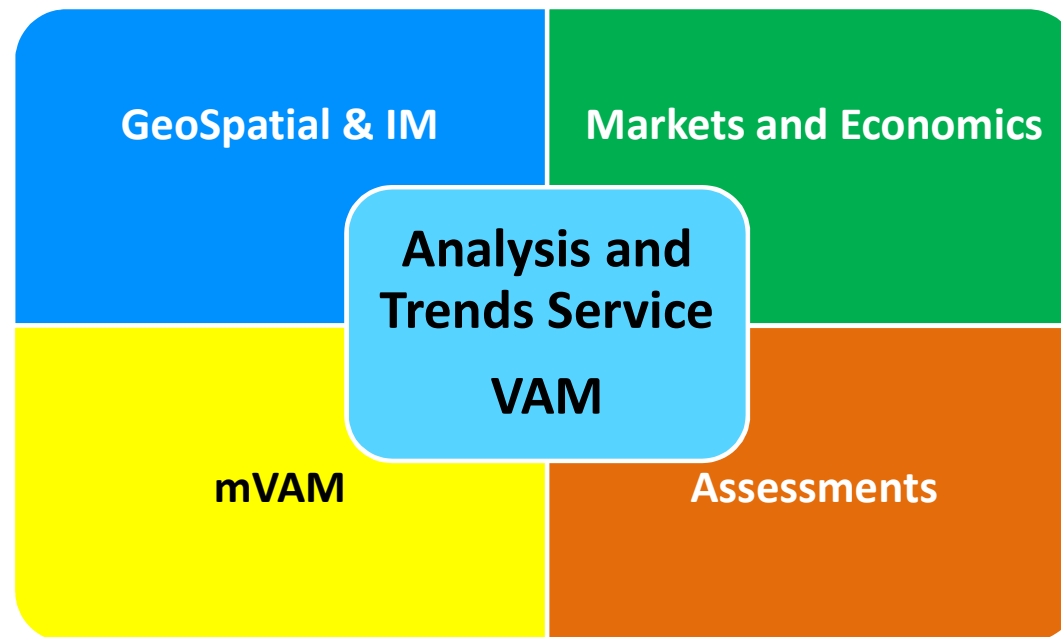 GeoSpatial & IM
Markets and Economics
Analysis and
Trends Service
VAM
mVAM
Assessments